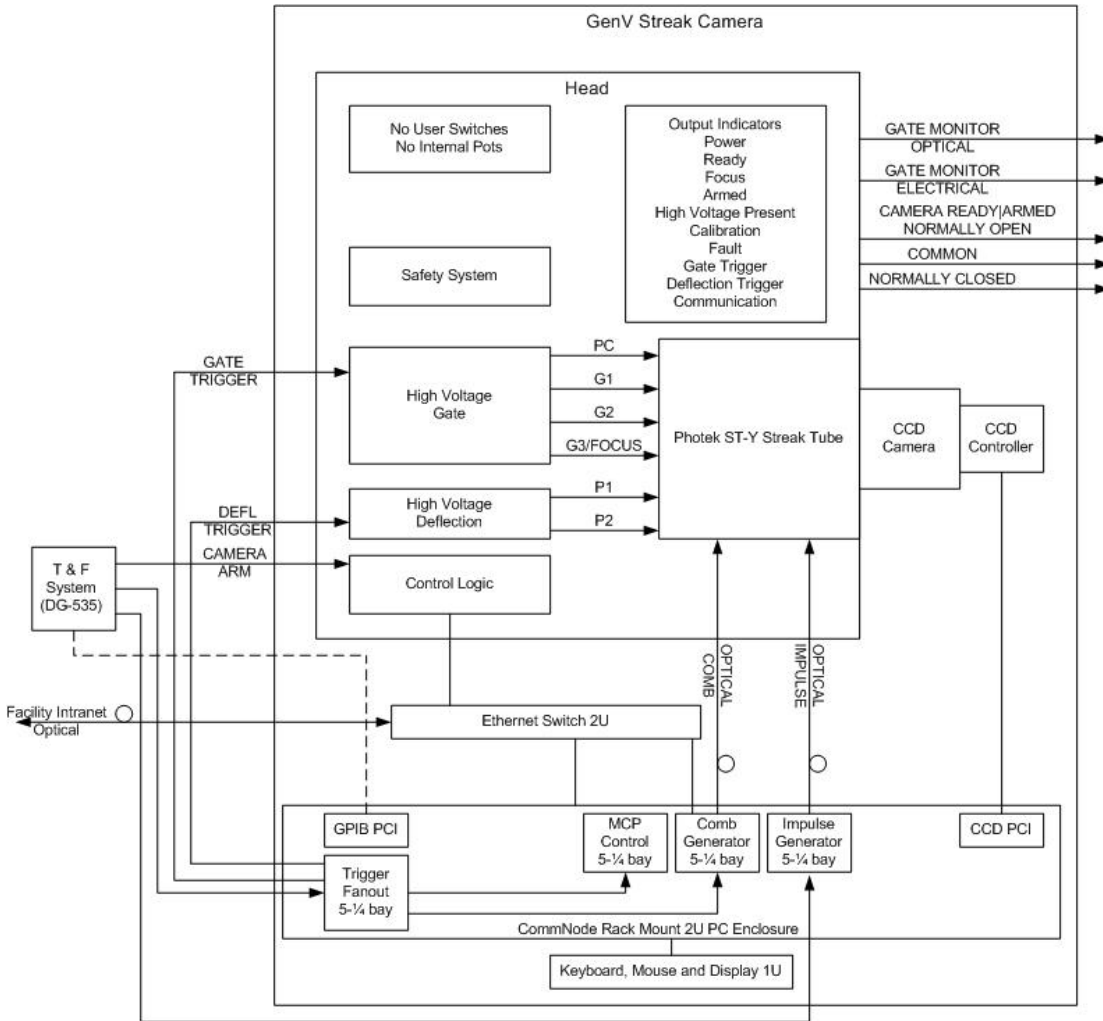 GenV Streak Camera
Head
No User Switches
No Internal Pots
Output Indicators
Power
Ready
Focus
Armed
High Voltage Present
Calibration
Fault
Gate Trigger
Deflection Trigger
Communication
GATE MONITOR
OPTICAL
GATE MONITOR
ELECTRICAL
CAMERA READY|ARMED
NORMALLY OPEN
COMMON
NORMALLY CLOSED
Safety System
GATE
TRIGGER
High Voltage
Gate
PC
G1
G2
G3/FOCUS
Photek ST-Y Streak Tube
CCD
Camera
CCD
Controller
DEFL
TRIGGER
High Voltage
Deflection
P1
P2
CAMERA
ARM
T & F
System
(DG-535)
Control Logic
OPTICAL
COMB
OPTICAL
IMPULSE
Facility Intranet
Optical
Ethernet Switch 2U
GPIB PCI
MCP
Control
5-¼ bay
Comb
Generator
5-¼ bay
Impulse
Generator
5-¼ bay
CCD PCI
Trigger
Fanout
5-¼ bay
CommNode Rack Mount 2U PC Enclosure
Keyboard, Mouse and Display 1U